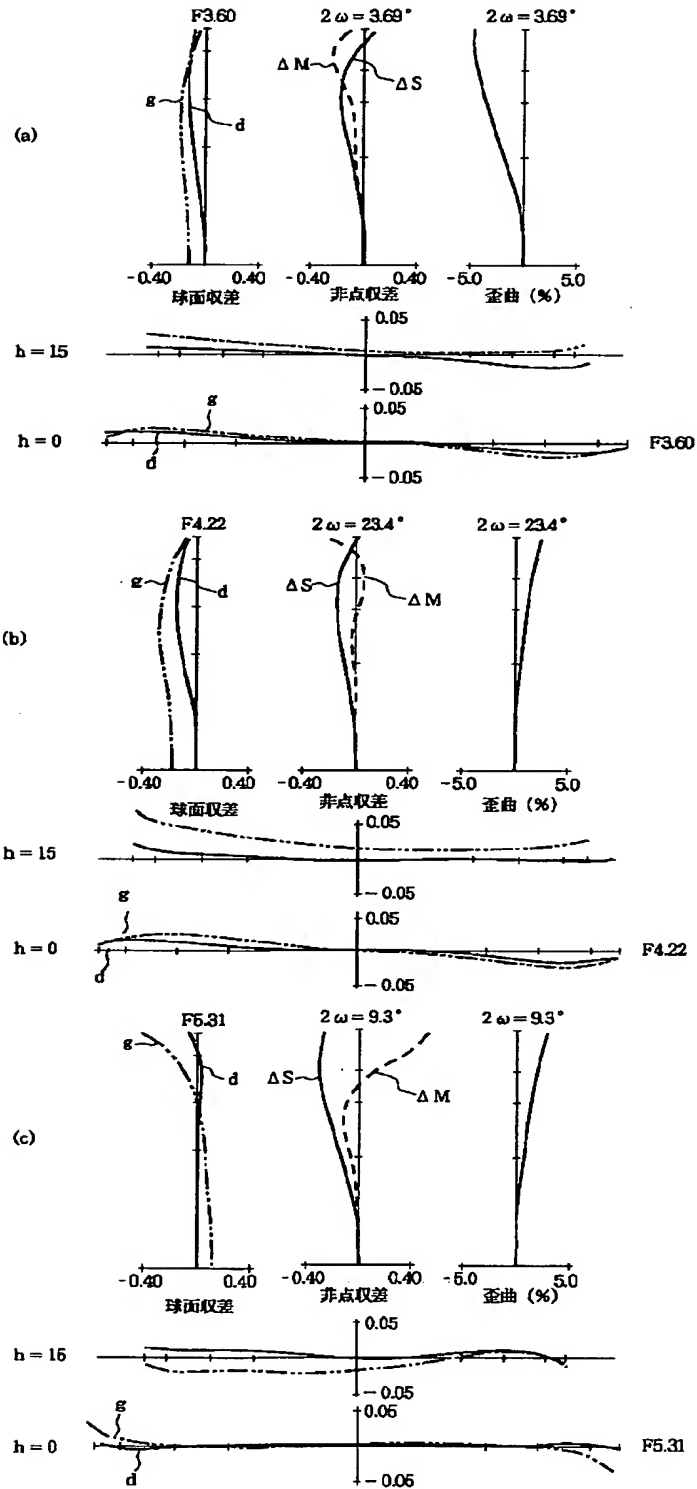 F3.60 2ω=3.69° 2ω=3.69°
ΔM ΔS
g
d
(a)
-0.40 0.40 -0.40 0.40 -5.0 5.0
球面収差 非点収差 歪曲(%)
0.05
h=15
-0.05
0.05
g
h=0 F3.60
d
-0.05
F4.22 2ω=23.4° 2ω=23.4°
g d ΔS ΔM
(b)
-0.40 0.40 -0.40 0.40 -5.0 5.0
球面収差 非点収差 歪曲(%)
0.05
h=15
-0.05
g 0.05
h=0 F4.22
d
-0.05
F5.31 2ω=9.3° 2ω=9.3°
g
d ΔS ΔM
(c)
-0.40 0.40 -0.40 0.40 -5.0 5.0
球面収差 非点収差 歪曲(%)
0.05
h=15
-0.05
g 0.05
h=0 F5.31
d
-0.05